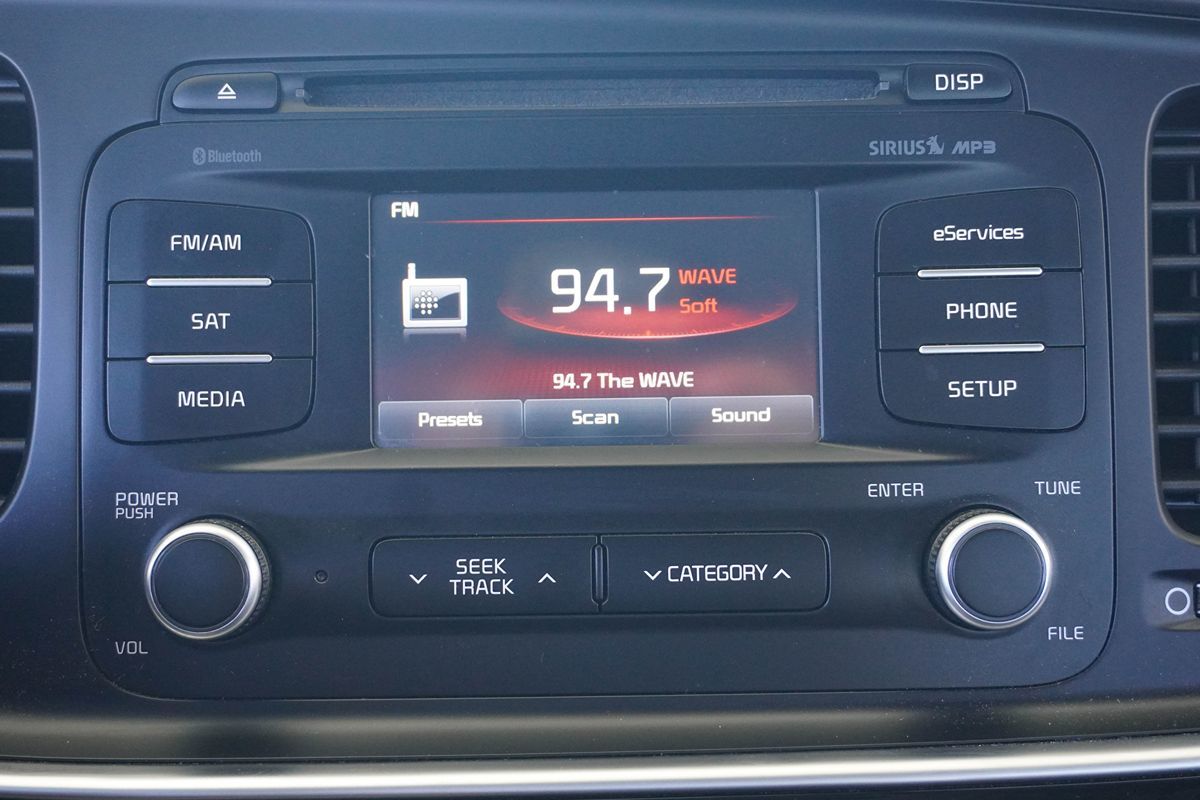 DISP
Bluetooth
SIRIUS MP3
FM
FM/AM
SAT
MEDIA
94.7 WAVE
Soft
94.7 The WAVE
Presets Scan Sound
eServices
PHONE
SETUP
POWER
PUSH
VOL
SEEK
TRACK
CATEGORY
ENTER
TUNE
FILE